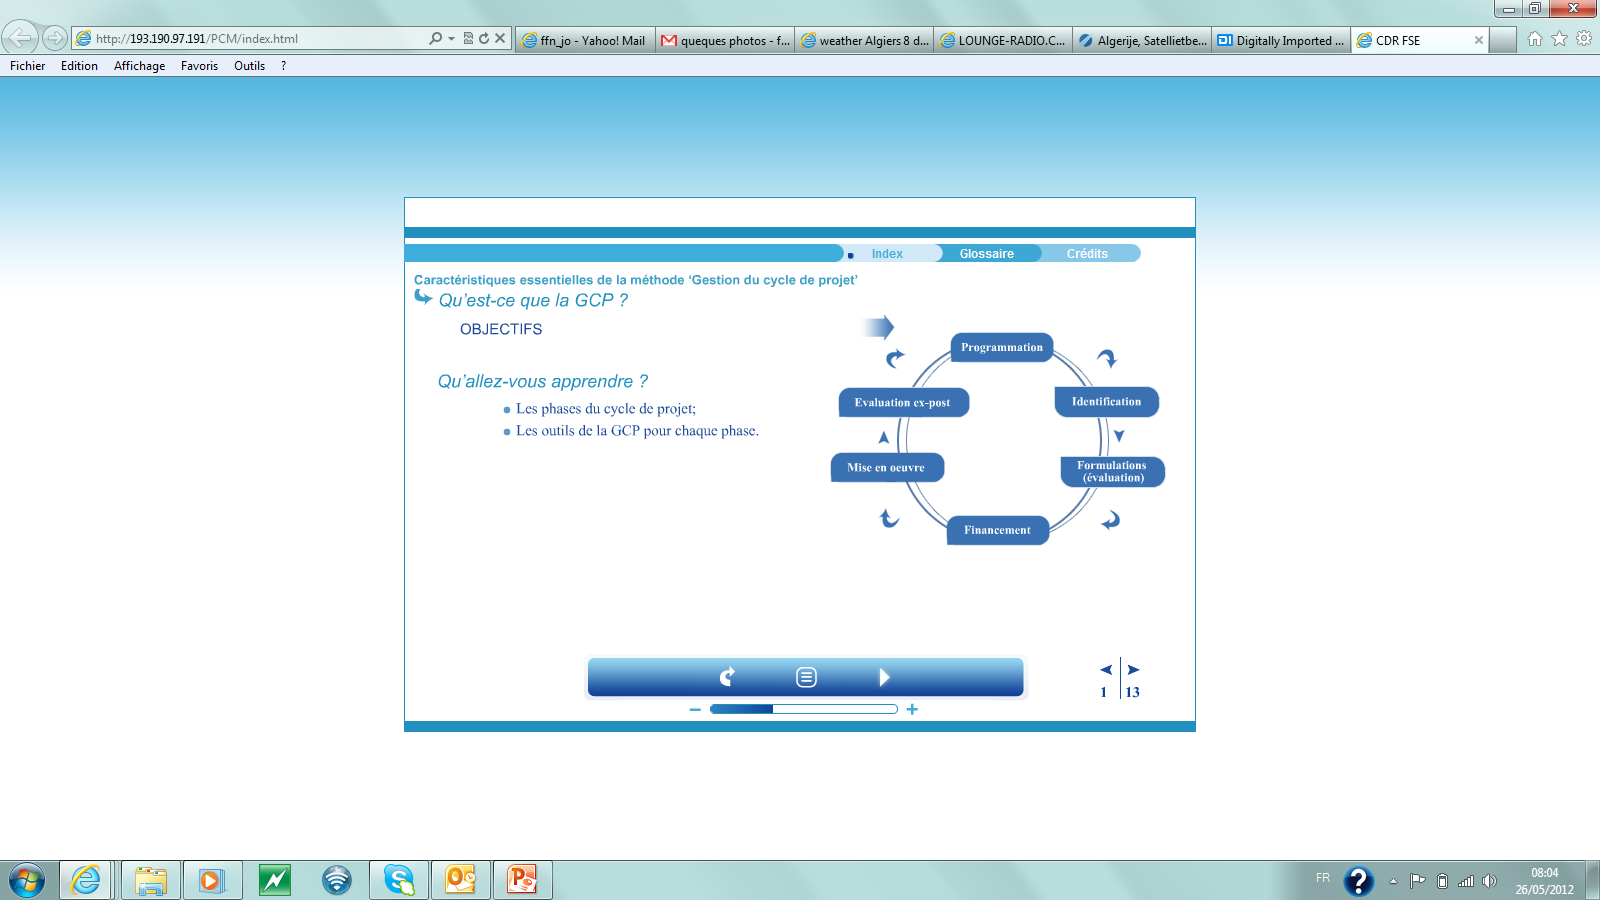 http://193.190.97.191/PCM/index.html
ffn_jo - Yahoo! Mail
queques photos - f...
weather Algiers 8 d...
LOUNGE-RADIO.C...
Algerije, Satellietbe...
DI Digitally Imported ...
CDR FSE
Fichier Edition Affichage Favoris Outils ?
Index Glossaire Crédits
Caractéristiques essentielles de la méthode ‘Gestion du cycle de projet’
Qu’est-ce que la GCP ?
OBJECTIFS
Qu’allez-vous apprendre ?
Les phases du cycle de projet;
Les outils de la GCP pour chaque phase.
Programmation
Identification
Formulations
(évaluation)
Financement
Mise en oeuvre
Evaluation ex-post
1 13
FR
08:04
26/05/2012